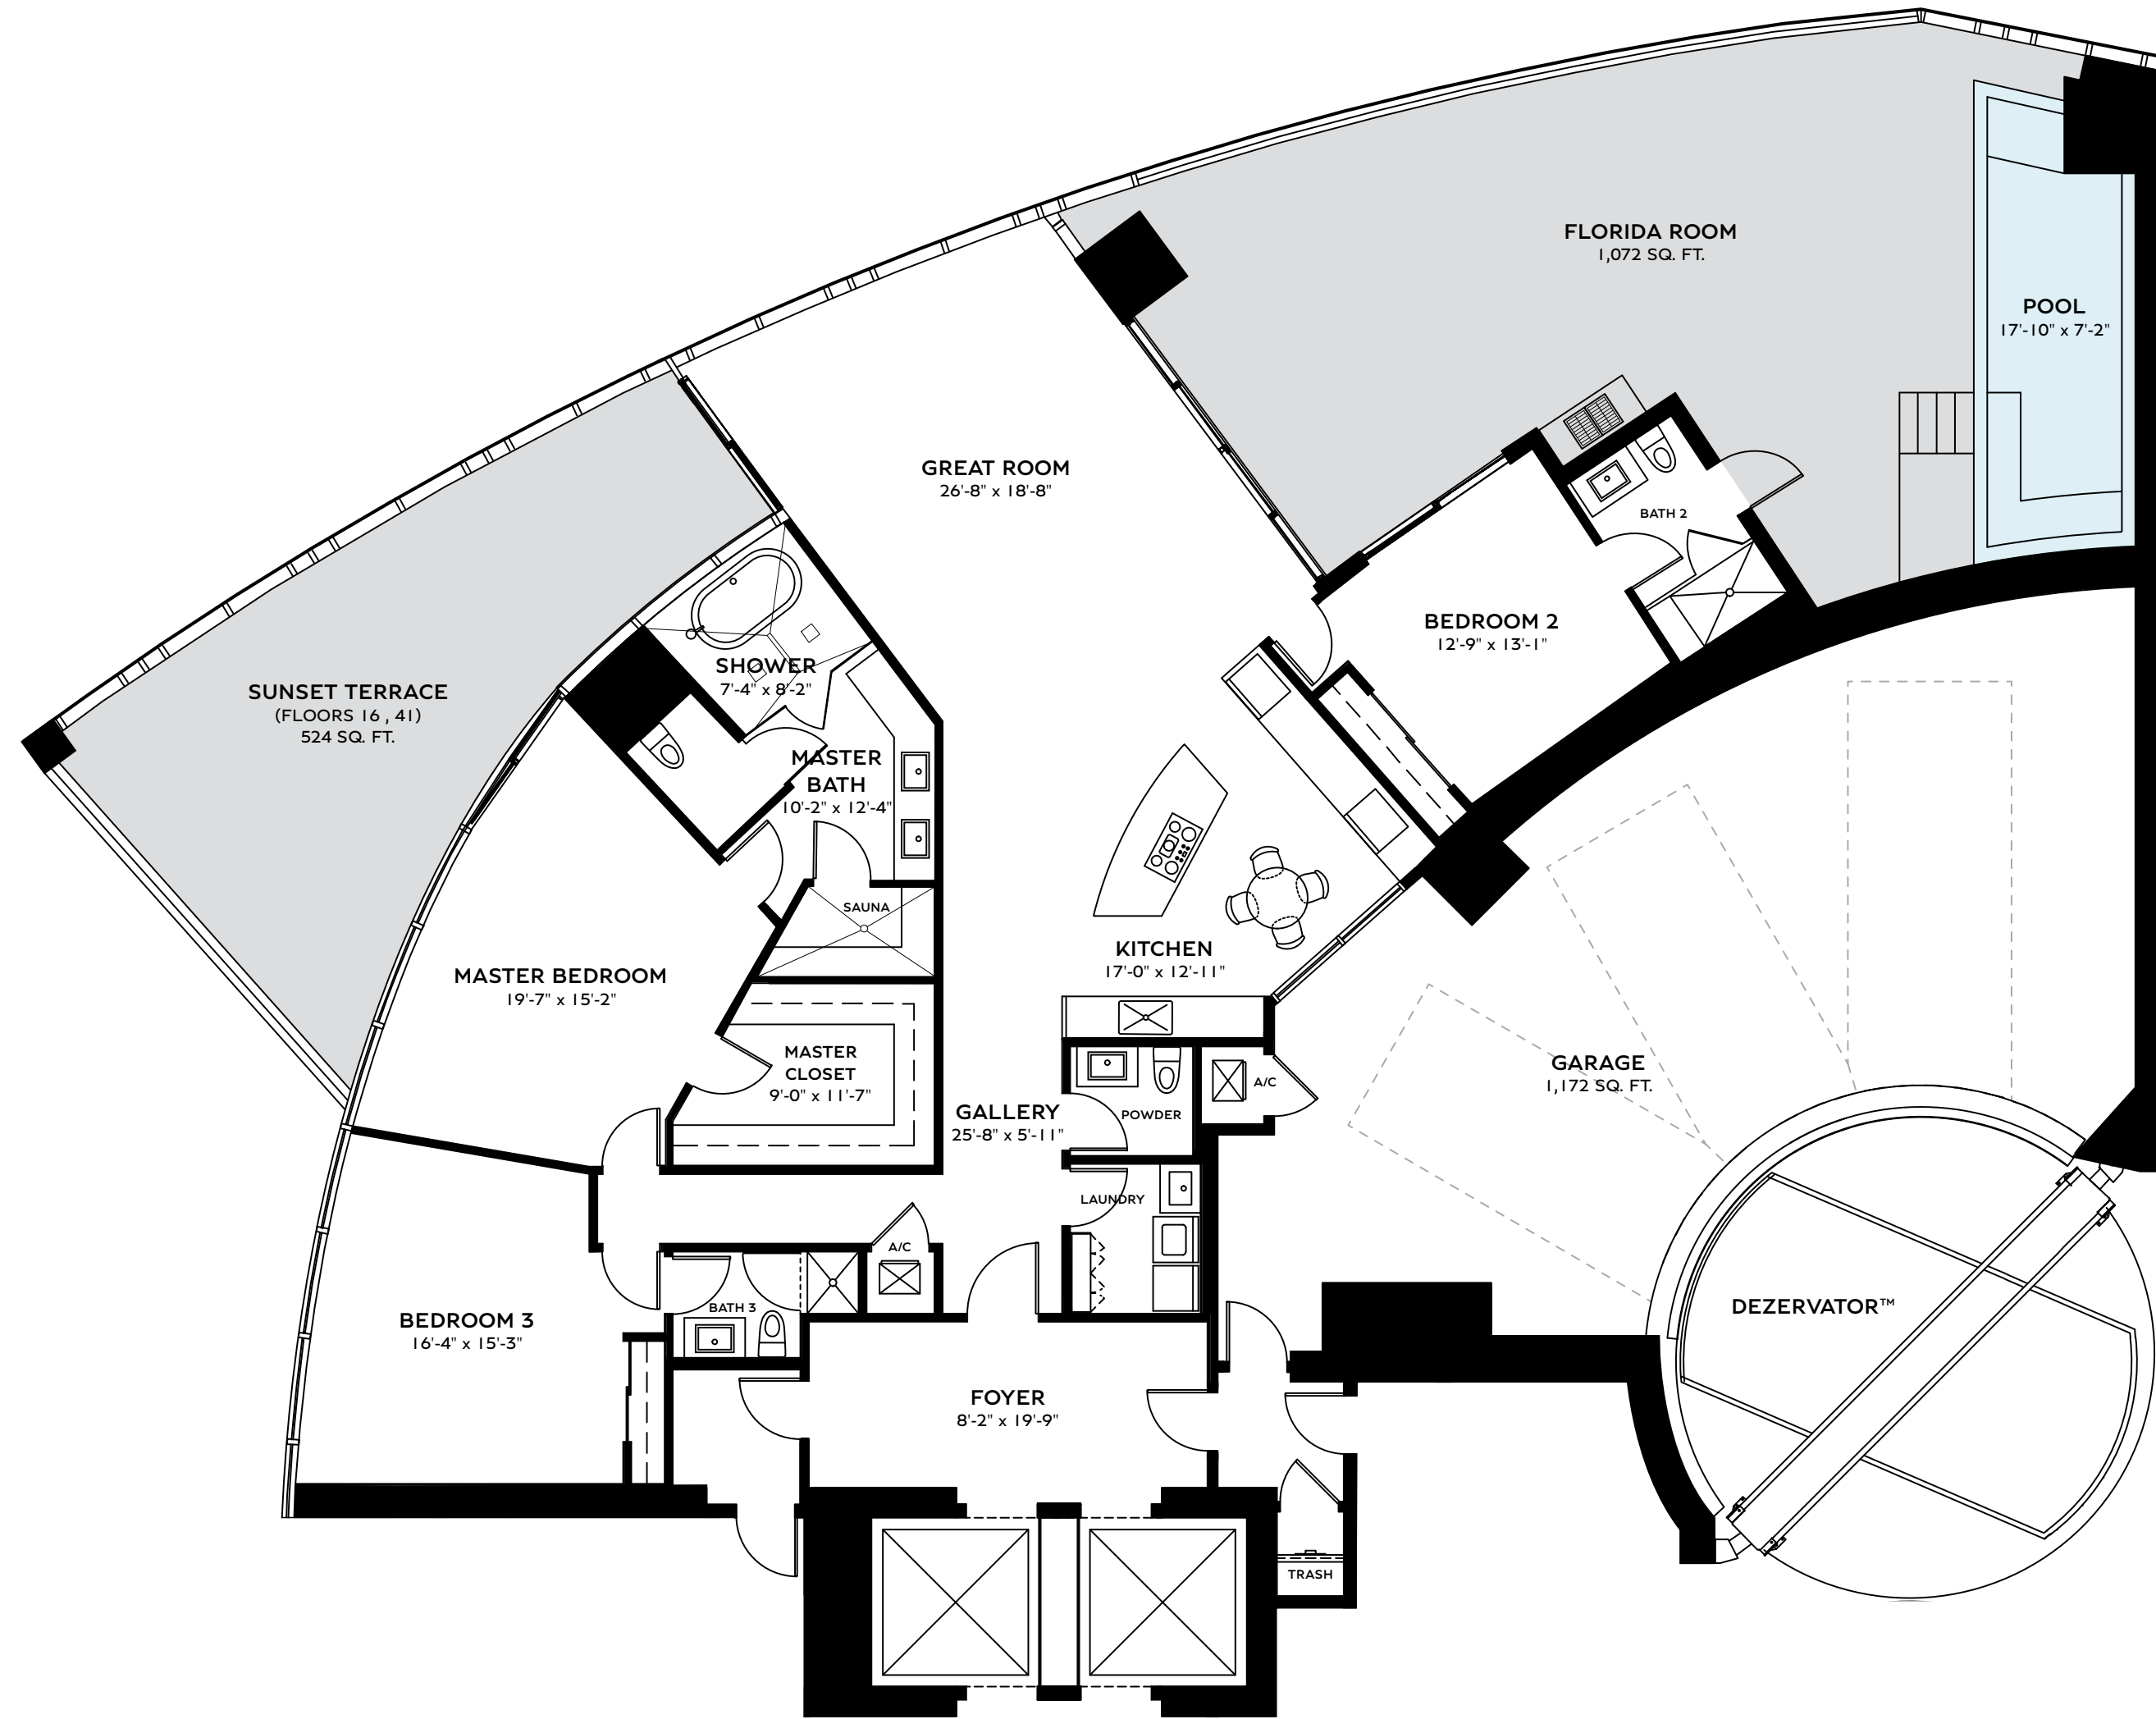 FLORIDA ROOM
1,072 SQ. FT.
POOL
17'-10" x 7'-2"
GREAT ROOM
26'-8" x 18'-8"
BATH 2
BEDROOM 2
12'-9" x 13'-1"
SHOWER
7'-4" x 8'-2"
SUNSET TERRACE
(FLOORS 16 , 41)
524 SQ. FT.
MASTER
BATH
10'-2" x 12'-4"
SAUNA
KITCHEN
17'-0" x 12'-11"
MASTER BEDROOM
19'-7" x 15'-2"
MASTER
CLOSET
9'-0" x 11'-7"
GARAGE
1,172 SQ. FT.
A/C
GALLERY
25'-8" x 5'-11"
POWDER
LAUNDRY
A/C
BATH 3
DEZERVATOR™
BEDROOM 3
16'-4" x 15'-3"
FOYER
8'-2" x 19'-9"
TRASH